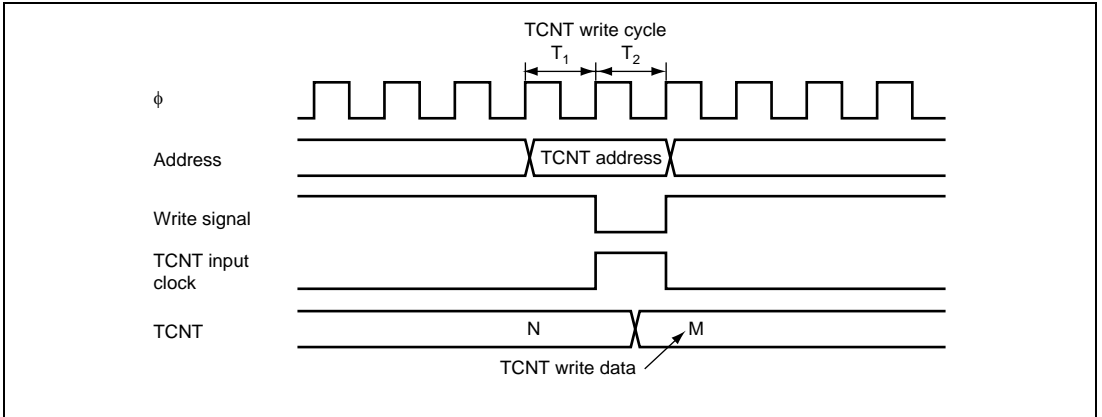 TCNT write cycle
T1 T2
ϕ
Address
TCNT address
Write signal
TCNT input
clock
TCNT
N
M
TCNT write data